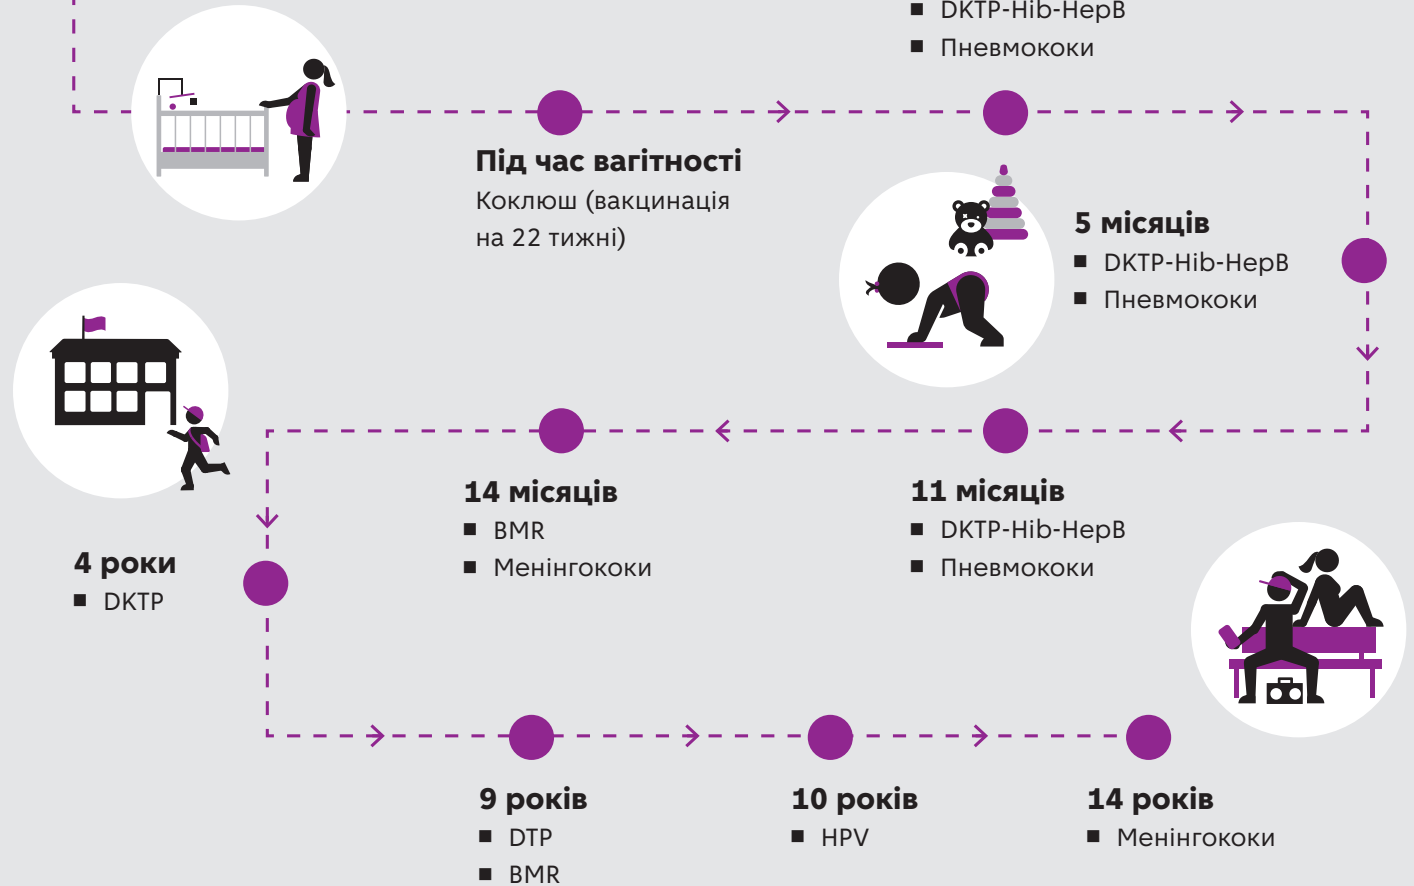 ■ DKTP-Hib-HepB
■ Пневмококи
Під час вагітності
Коклюш (вакцинація
на 22 тижні)
5 місяців
■ DKTP-Hib-HepB
■ Пневмококи
11 місяців
■ DKTP-Hib-HepB
■ Пневмококи
14 місяців
■ BMR
■ Менінгококи
4 роки
■ DKTP
9 років
■ DTP
■ BMR
10 років
■ HPV
14 років
■ Менінгококи